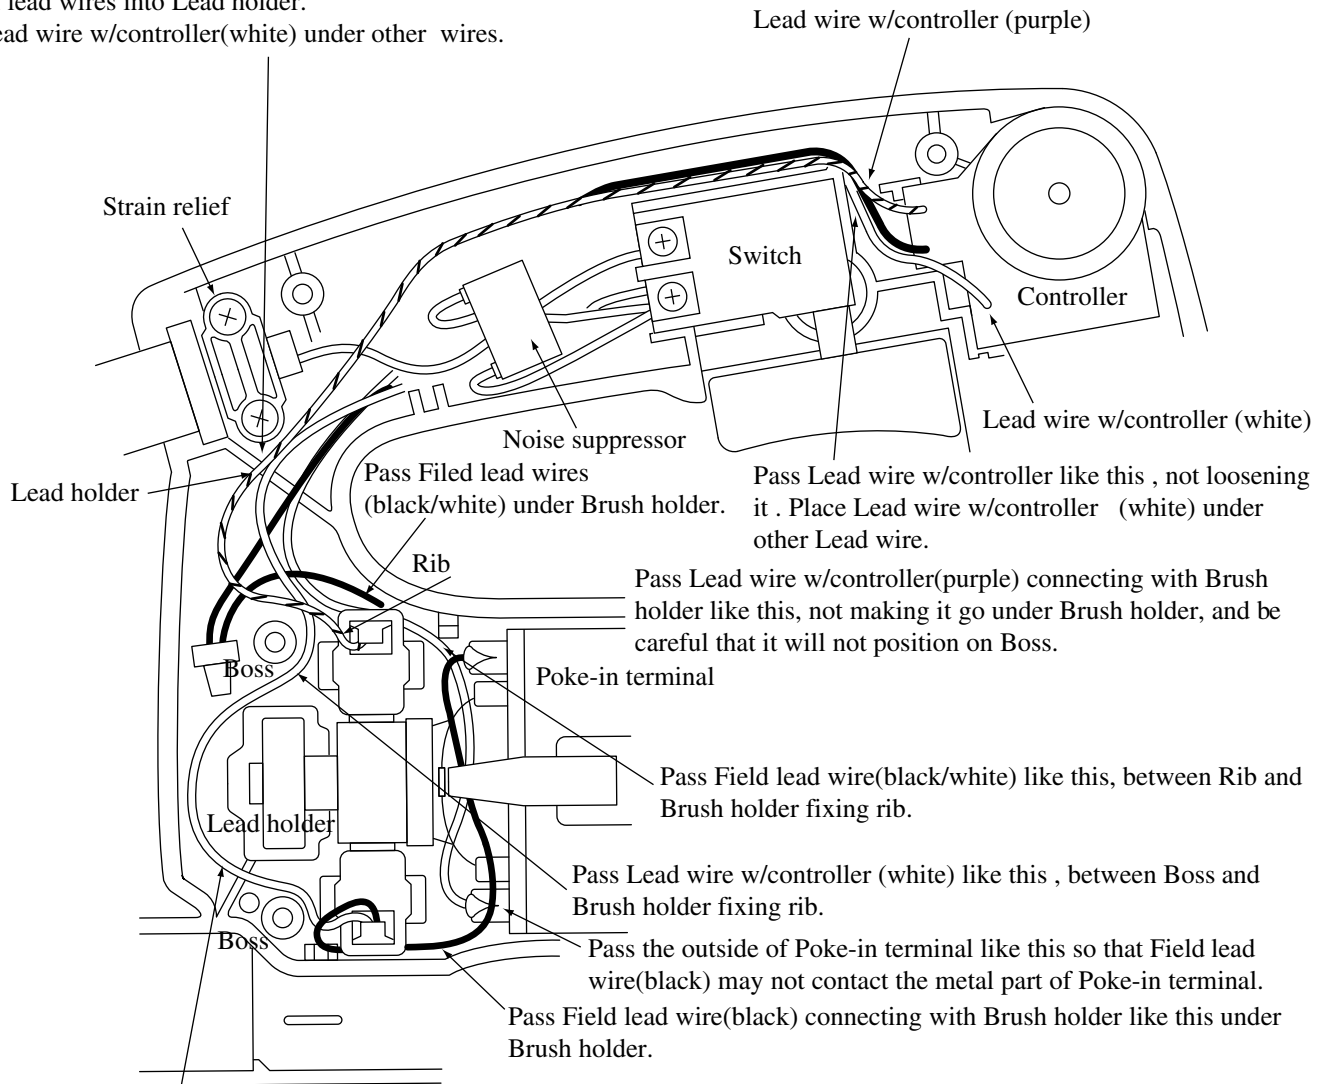 lead wires into Lead holder.
ead wire w/controller(white) under other wires.
Lead wire w/controller (purple)
Strain relief
Switch
Controller
Lead wire w/controller (white)
Noise suppressor
Lead holder
Pass Filed lead wires
(black/white) under Brush holder.
Pass Lead wire w/controller like this , not loosening
it . Place Lead wire w/controller (white) under
other Lead wire.
Rib
Pass Lead wire w/controller(purple) connecting with Brush
holder like this, not making it go under Brush holder, and be
careful that it will not position on Boss.
Boss
Poke-in terminal
Pass Field lead wire(black/white) like this, between Rib and
Brush holder fixing rib.
Lead holder
Pass Lead wire w/controller (white) like this , between Boss and
Brush holder fixing rib.
Boss
Pass the outside of Poke-in terminal like this so that Field lead
wire(black) may not contact the metal part of Poke-in terminal.
Pass Field lead wire(black) connecting with Brush holder like this under
Brush holder.